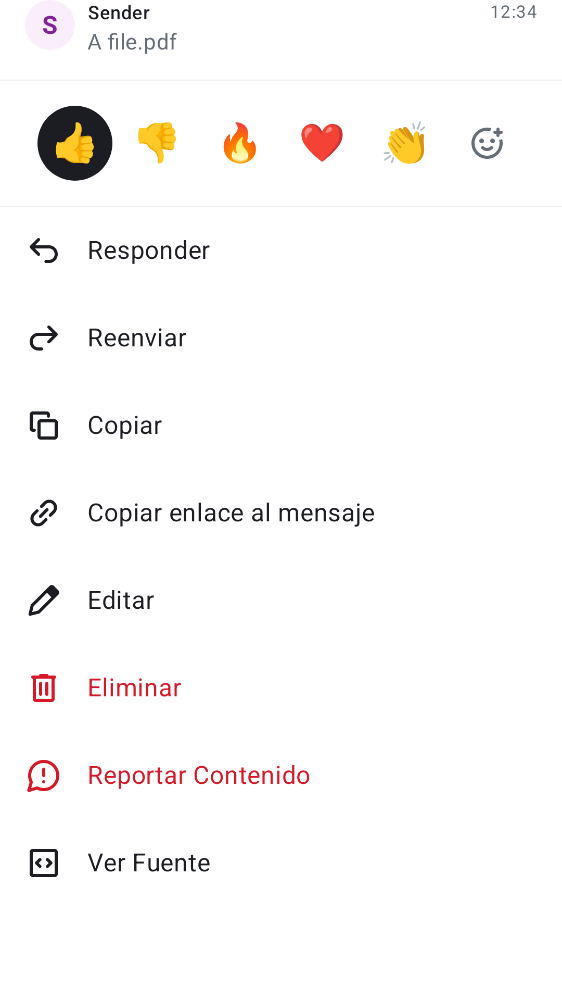 S
Sender
12:34
A file.pdf
Responder
Reenviar
Copiar
Copiar enlace al mensaje
Editar
Eliminar
Reportar Contenido
Ver Fuente